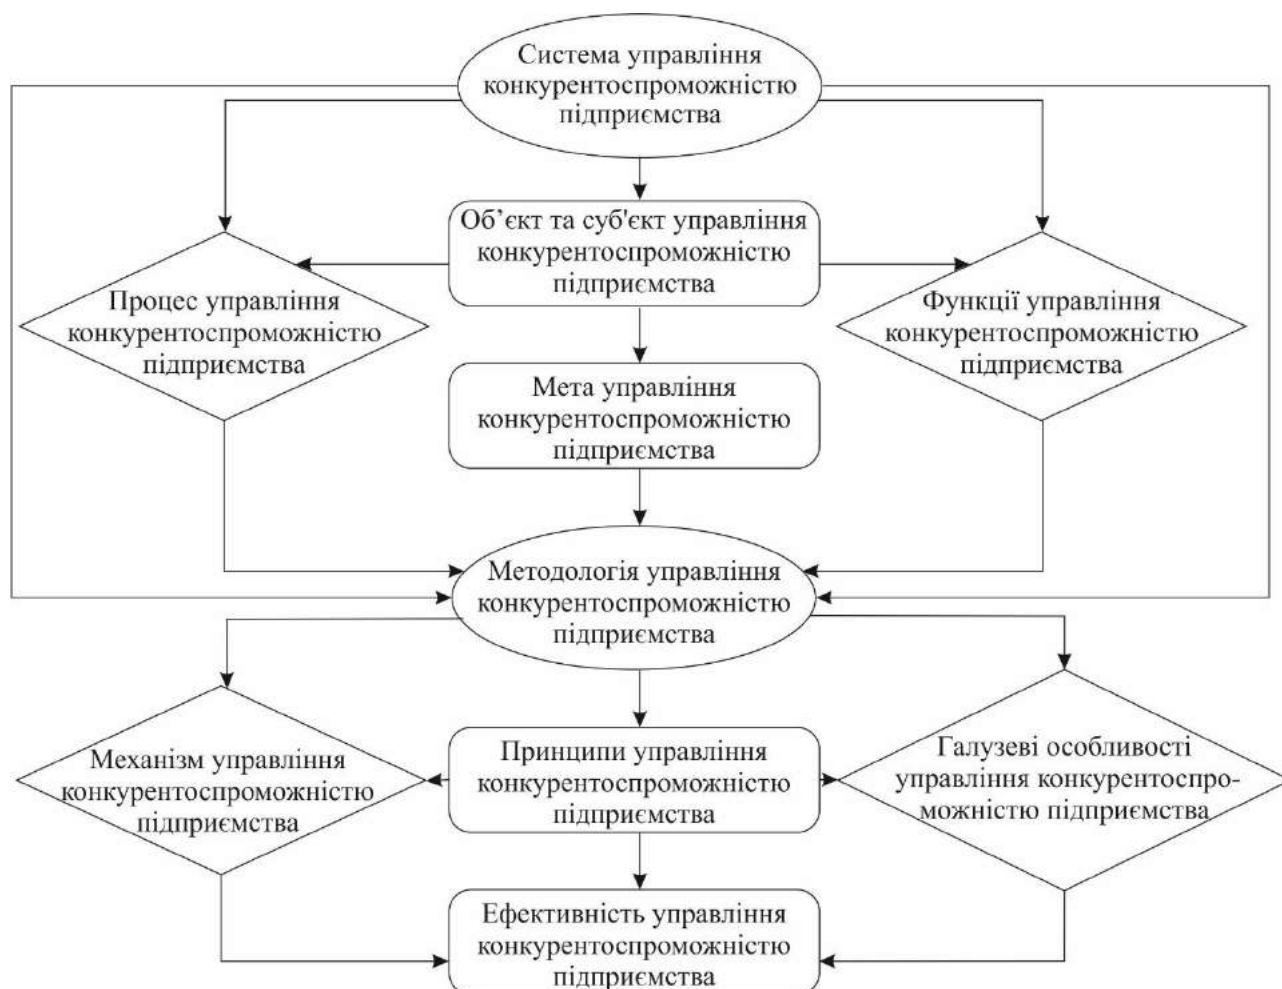 Система управління
конкурентоспроможністю
підприємства
Об’єкт та суб'єкт управління
конкурентоспроможністю
підприємства
Процес управління
конкурентоспроможністю
підприємства
Функції управління
конкурентоспроможністю
підприємства
Мета управління
конкурентоспроможністю
підприємства
Методологія управління
конкурентоспроможністю
підприємства
Механізм управління
конкурентоспроможністю
підприємства
Принципи управління
конкурентоспроможністю
підприємства
Галузеві особливості
управління конкурентоспро-
можністю підприємства
Ефективність управління
конкурентоспроможністю
підприємства